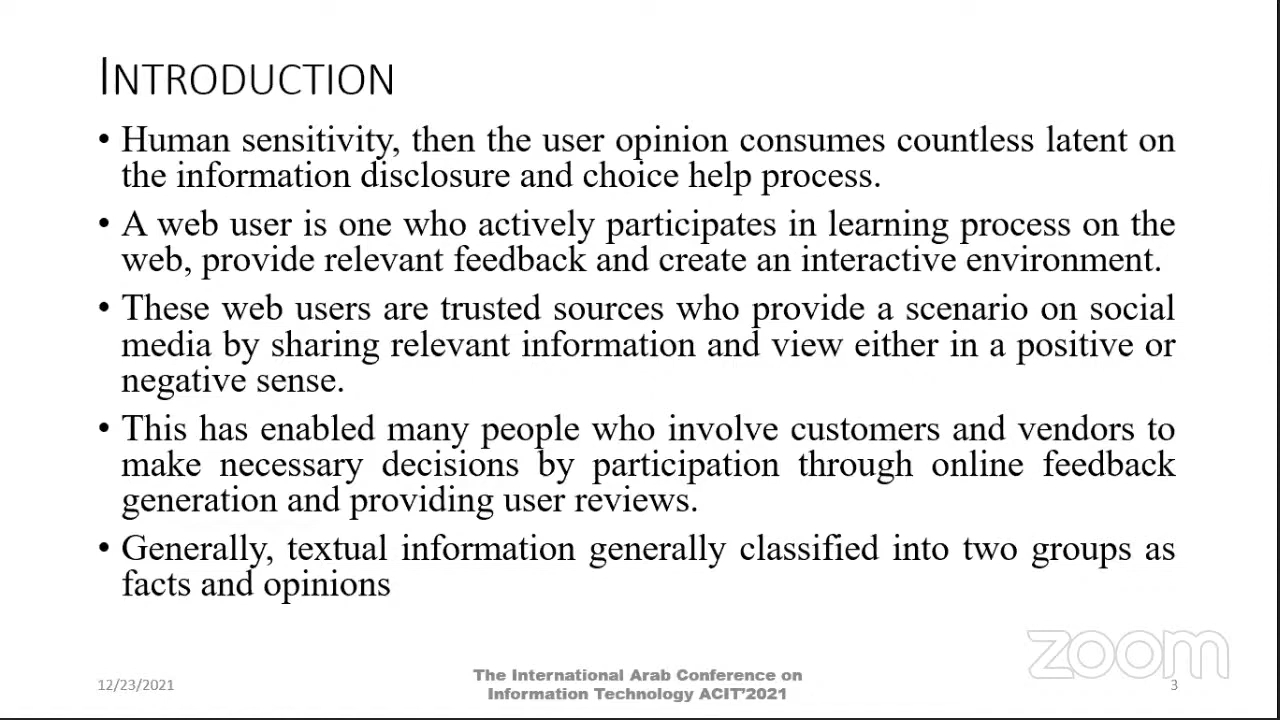 INTRODUCTION
• Human sensitivity, then the user opinion consumes countless latent on
the information disclosure and choice help process.
• A web user is one who actively participates in learning process on the
web, provide relevant feedback and create an interactive environment.
• These web users are trusted sources who provide a scenario on social
media by sharing relevant information and view either in a positive or
negative sense.
• This has enabled many people who involve customers and vendors to
make necessary decisions by participation through online feedback
generation and providing user reviews.
• Generally, textual information generally classified into two groups as
facts and opinions
zoom
12/23/2021
The International Arab Conference on
Information Technology ACIT'2021
3